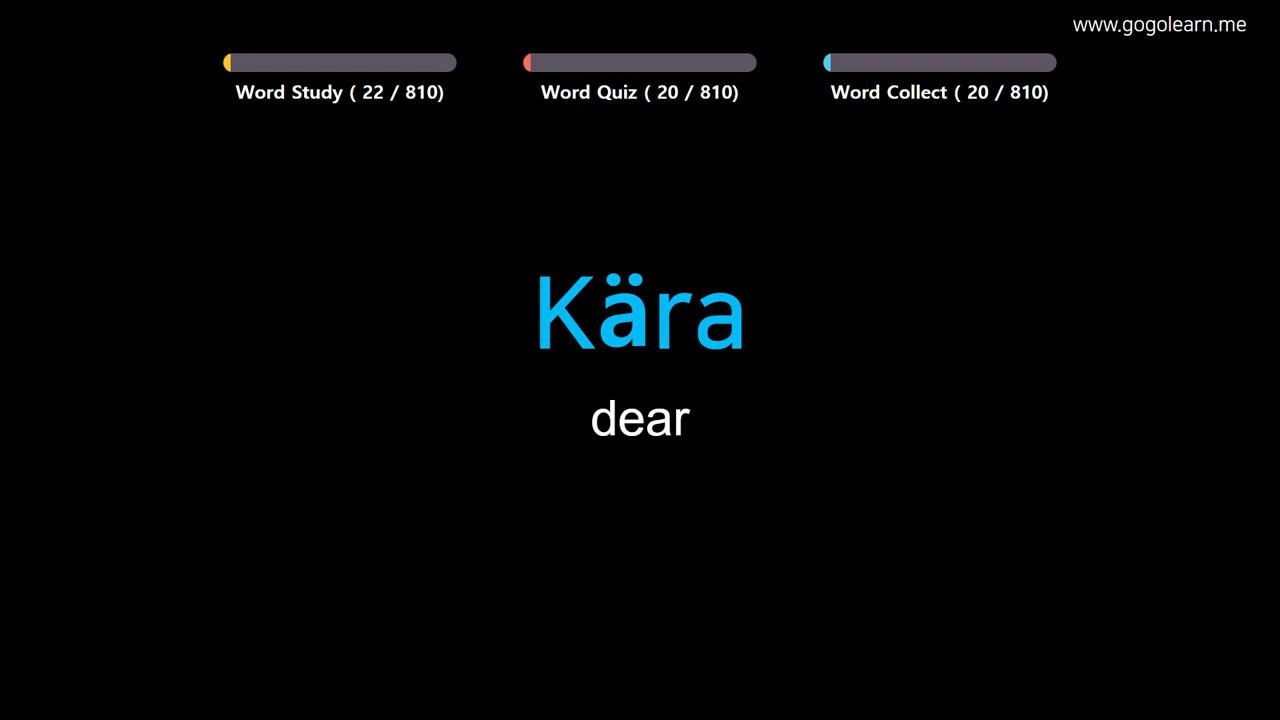 www.gogolearn.me
Word Study ( 22 / 810)
Word Quiz ( 20 / 810)
Word Collect ( 20 / 810)
Kära
dear